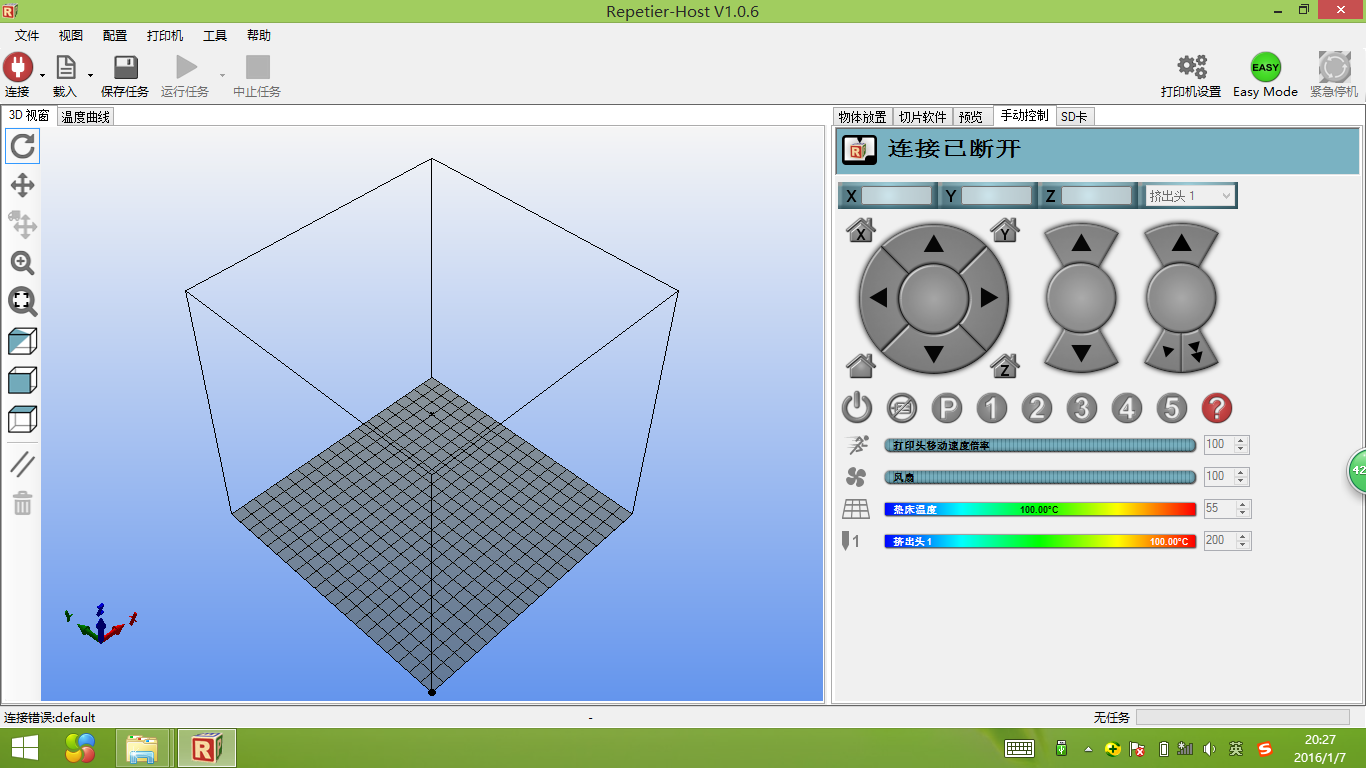 Repetier-Host V1.0.6
文件 视图 配置 打印机 工具 帮助
连接 载入 保存任务 运行任务 中止任务 打印机设置 EASY Easy Mode 紧急停机
3D 视窗 温度曲线
物体放置 切片软件 预览 手动控制 SD卡
R 连接已断开
X Y Z 挤出头 1
X Y
Z
P 1 2 3 4 5 ?
打印头移动速度倍率 100
风扇 100
热床温度 100.00°C 55
1 挤出头 1 100.00°C 200
42
Y Z X
连接错误:default - 无任务
R 英 S 20:27
2016/1/7